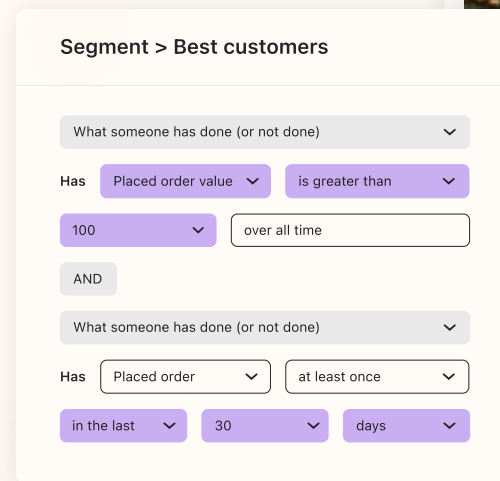 Segment > Best customers
What someone has done (or not done)
Has Placed order value is greater than
100 over all time
AND
What someone has done (or not done)
Has Placed order at least once
in the last 30 days